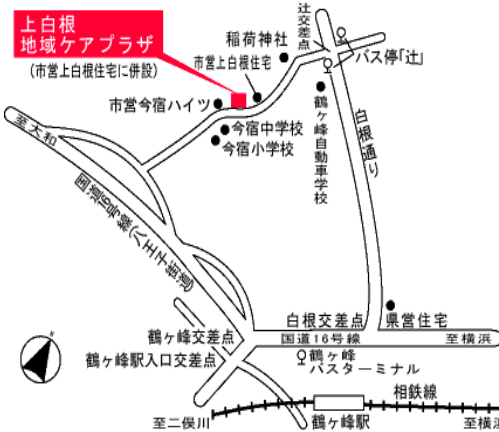 上白根
地域ケアプラザ
(市営上白根住宅に併設)
辻交差点
稲荷神社
市営上白根住宅
バス停「辻」
市営今宿ハイツ
今宿中学校
今宿小学校
鶴ヶ峰自動車学校
白根通り
至大和
国道16号線(八王子街道)
白根交差点
県営住宅
鶴ヶ峰交差点
国道16号線
至横浜
鶴ヶ峰駅入口交差点
鶴ヶ峰
バスターミナル
相鉄線
至二俣川
鶴ヶ峰駅
至横浜
N